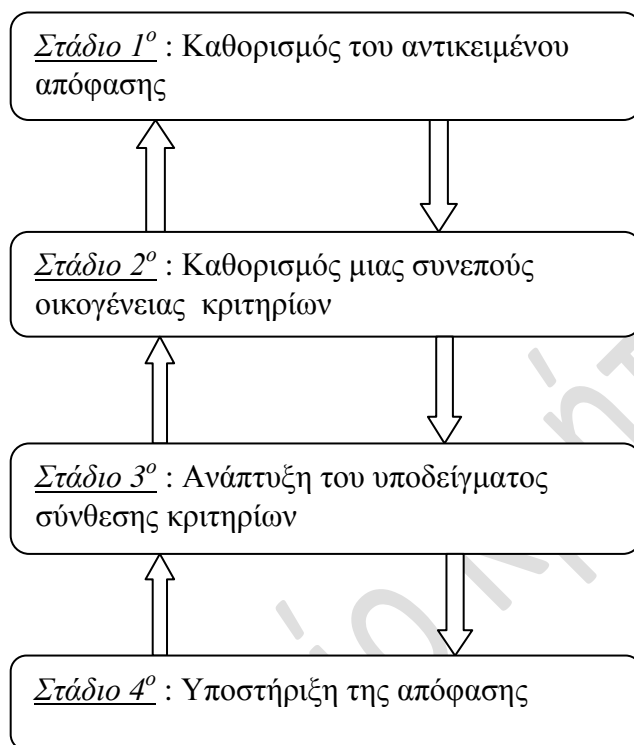 Στάδιο 1ο : Καθορισμός του αντικειμένου
απόφασης
Στάδιο 2ο : Καθορισμός μιας συνεπούς
οικογένειας κριτηρίων
Στάδιο 3ο : Ανάπτυξη του υποδείγματος
σύνθεσης κριτηρίων
Στάδιο 4ο : Υποστήριξη της απόφασης